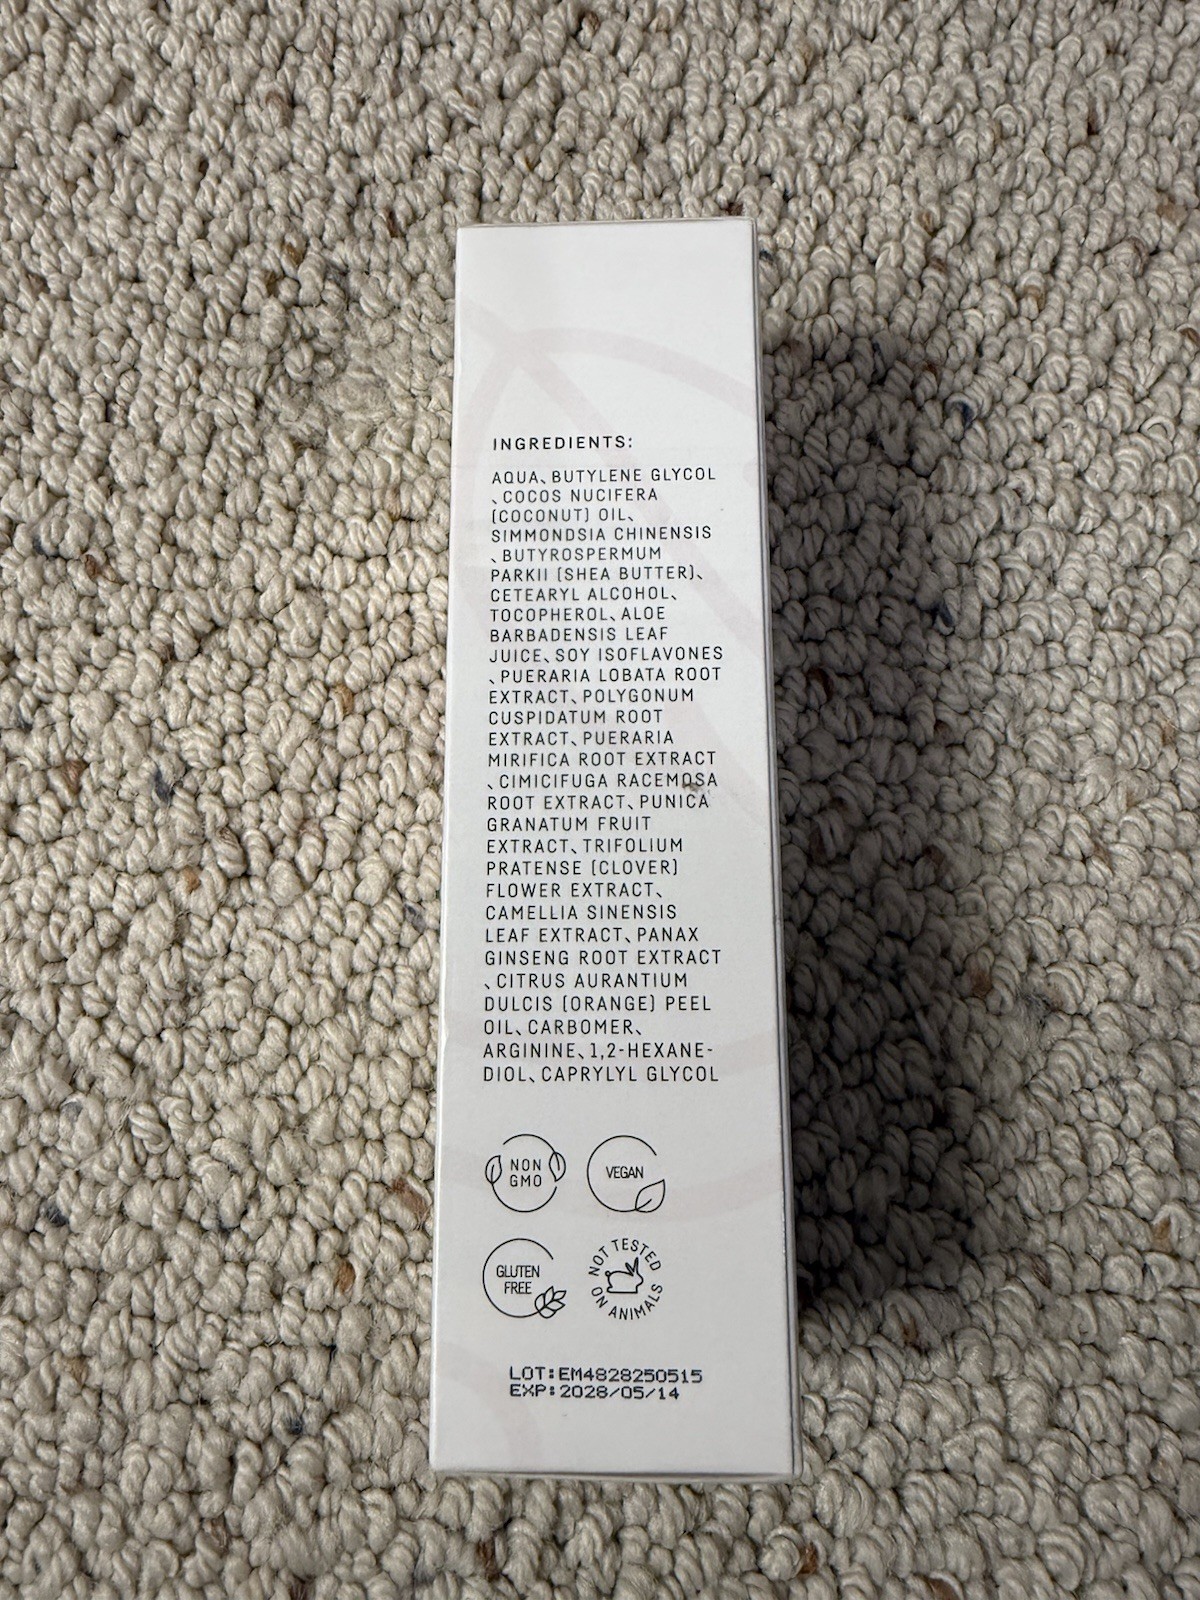 INGREDIENTS:
AQUA、BUTYLENE GLYCOL
、COCOS NUCIFERA
(COCONUT) OIL、
SIMMONDSIA CHINENSIS
、BUTYROSPERMUM
PARKII (SHEA BUTTER)、
CETEARYL ALCOHOL、
TOCOPHEROL、ALOE
BARBADENSIS LEAF
JUICE、SOY ISOFLAVONES
、PUERARIA LOBATA ROOT
EXTRACT、POLYGONUM
CUSPIDATUM ROOT
EXTRACT、PUERARIA
MIRIFICA ROOT EXTRACT
、CIMICIFUGA RACEMOSA
ROOT EXTRACT、PUNICA
GRANATUM FRUIT
EXTRACT、TRIFOLIUM
PRATENSE (CLOVER)
FLOWER EXTRACT、
CAMELLIA SINENSIS
LEAF EXTRACT、PANAX
GINSENG ROOT EXTRACT
、CITRUS AURANTIUM
DULCIS (ORANGE) PEEL
OIL、CARBOMER、
ARGININE、1,2-HEXANE-
DIOL、CAPRYLYL GLYCOL
NON
GMO
VEGAN
GLUTEN
FREE
NOT TESTED
ON ANIMALS
LOT:EM4828250515
EXP:2028/05/14